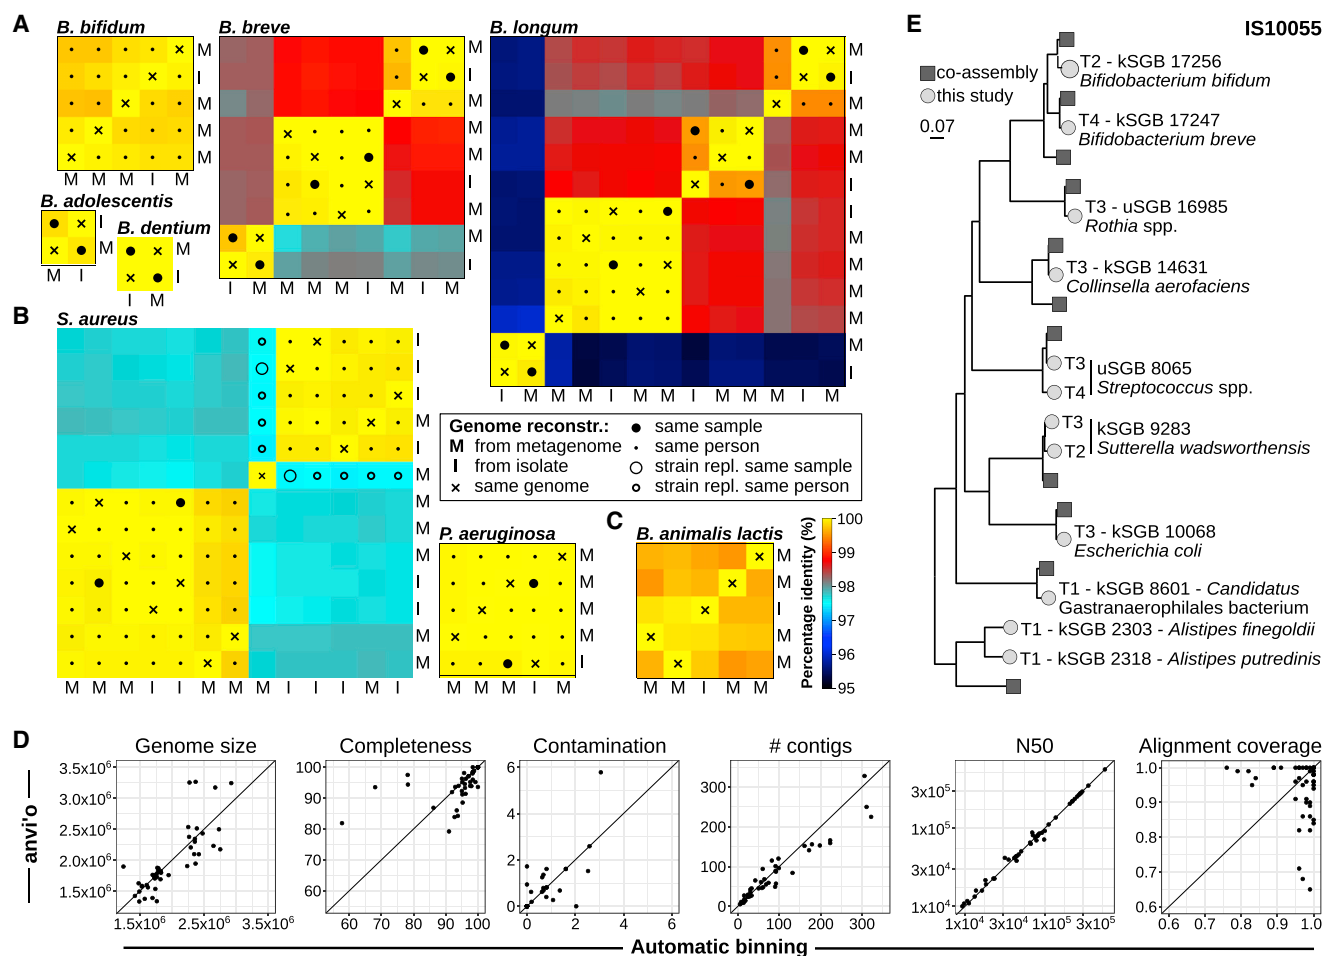 A
B. bifidum
B. breve
B. longum
M
I
M
M
M
M M M I M
B. adolescentis
I
M
M I
B. dentium
M
I
I M
M
I
M
M
M
I
M
M
I
I M M M M I M I M
M
I
M
M
M
I
I
M
M
M
M
M
I
I M M M I M I M M M M I M
B
S. aureus
I
I
I
M
I
M
M
M
M
I
I
M
M
M M M I I M M M I I I M I
Genome reconstr.:
M from metagenome
I from isolate
× same genome
same sample
same person
strain repl. same sample
strain repl. same person
P. aeruginosa
M
M
M
M
I
M M M I M
C
B. animalis lactis
M
M
I
M
M
M M I M M
Percentage identity (%)
100
99
98
97
96
95
E
IS10055
co-assembly
this study
0.07
T2 - kSGB 17256
Bifidobacterium bifidum
T4 - kSGB 17247
Bifidobacterium breve
T3 - uSGB 16985
Rothia spp.
T3 - kSGB 14631
Collinsella aerofaciens
T3
T4
uSGB 8065
Streptococcus spp.
T3
T2
kSGB 9283
Sutterella wadsworthensis
T3 - kSGB 10068
Escherichia coli
T1 - kSGB 8601 - Candidatus
Gastranaerophilales bacterium
T1 - kSGB 2303 - Alistipes finegoldii
T1 - kSGB 2318 - Alistipes putredinis
D
anvi'o
Genome size
3.5x10⁶
3.0x10⁶
2.5x10⁶
2.0x10⁶
1.5x10⁶
1.5x10⁶ 2.5x10⁶ 3.5x10⁶
Completeness
100
90
80
70
60
60 70 80 90 100
Contamination
6
4
2
0
0 2 4 6
# contigs
300
200
100
0
0 100 200 300
N50
3x10⁵
1x10⁵
3x10⁴
1x10⁴
1x10⁴ 3x10⁴ 1x10⁵ 3x10⁵
Alignment coverage
1.0
0.9
0.8
0.7
0.6
0.6 0.7 0.8 0.9 1.0
Automatic binning